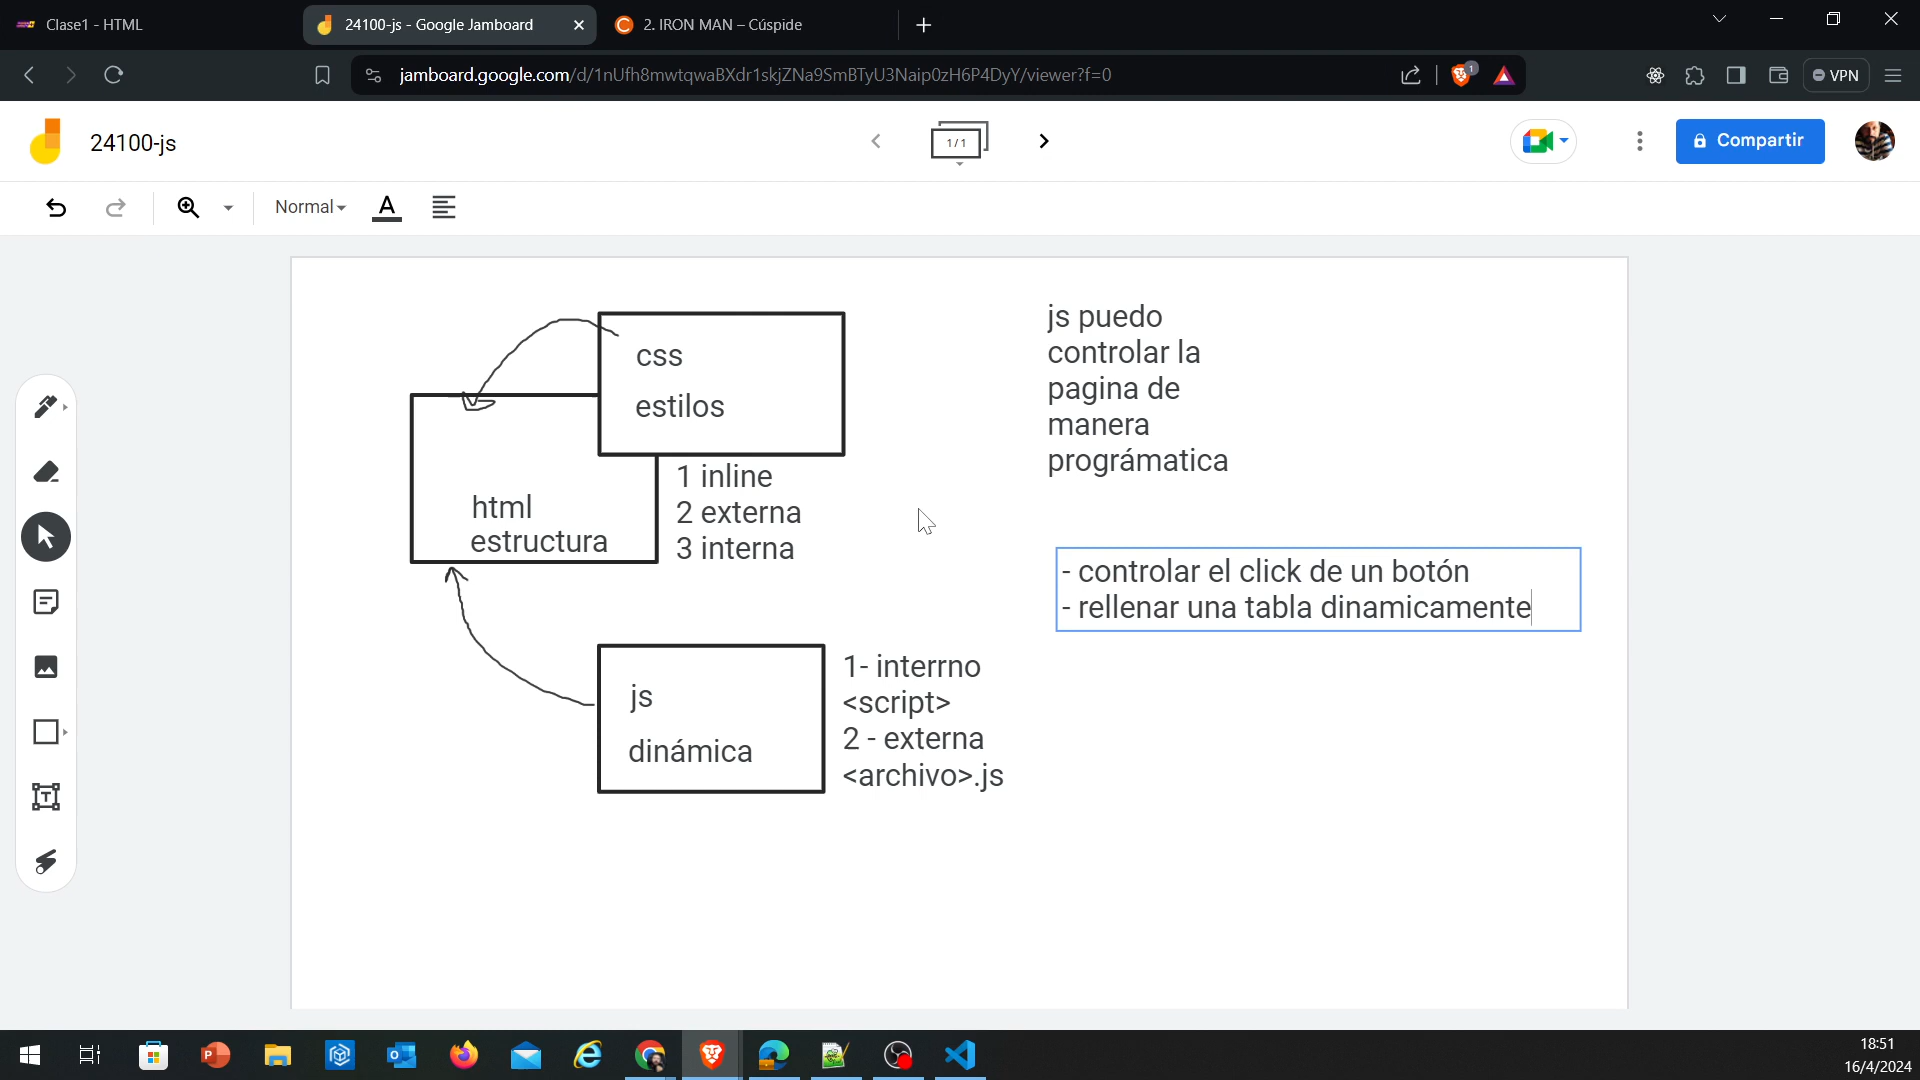 Clase1 - HTML
24100-js - Google Jamboard
2. IRON MAN – Cúspide
jamboard.google.com/d/1nUfh8mwtqwaBXdr1skjZNa9SmBTyU3Naip0zH6P4DyY/viewer?f=0
1
VPN
24100-js
1/1
Compartir
Normal
css
estilos
html
estructura
1 inline
2 externa
3 interna
js
dinámica
1- interrno
<script>
2 - externa
<archivo>.js
js puedo
controlar la
pagina de
manera
prográmatica
- controlar el click de un botón
- rellenar una tabla dinamicamente
18:51
16/4/2024